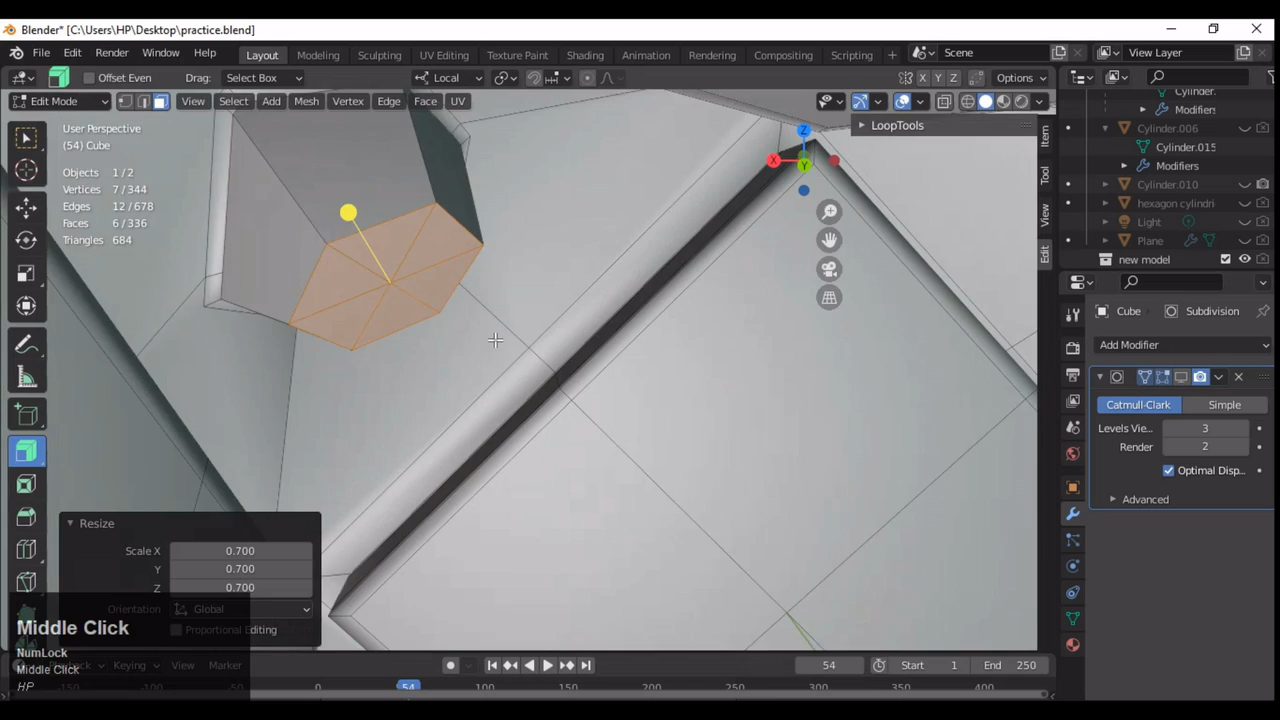 Blender* [C:\Users\HP\Desktop\practice.blend]
File Edit Render Window Help Layout Modeling Sculpting UV Editing Texture Paint Shading Animation Rendering Compositing Scripting + Scene View Layer
Offset Even Drag: Select Box Local X Y Z Options
Edit Mode View Select Add Mesh Vertex Edge Face UV
User Perspective
(54) Cube
Objects 1/2
Vertices 7/344
Edges 12/678
Faces 6/336
Triangles 684
LoopTools
Z
X
Y
Item
Tool
View
Edit
Cylinder.
Modifiers
Cylinder.006
Cylinder.015
Modifiers
Cylinder.010
hexagon cylindri
Light
Plane
new model
Cube Subdivision
Add Modifier
Catmull-Clark Simple
Levels Vie... 3
Render 2
Optimal Disp...
Advanced
Resize
Scale X 0.700
Y 0.700
Z 0.700
Orientation Global
Proportional Editing
Middle Click
NumLock
Middle Click
HP
Playback Keying View Marker 54 Start 1 End 250
-150 -100 -50 0 54 100 150 200 250 300 350 400